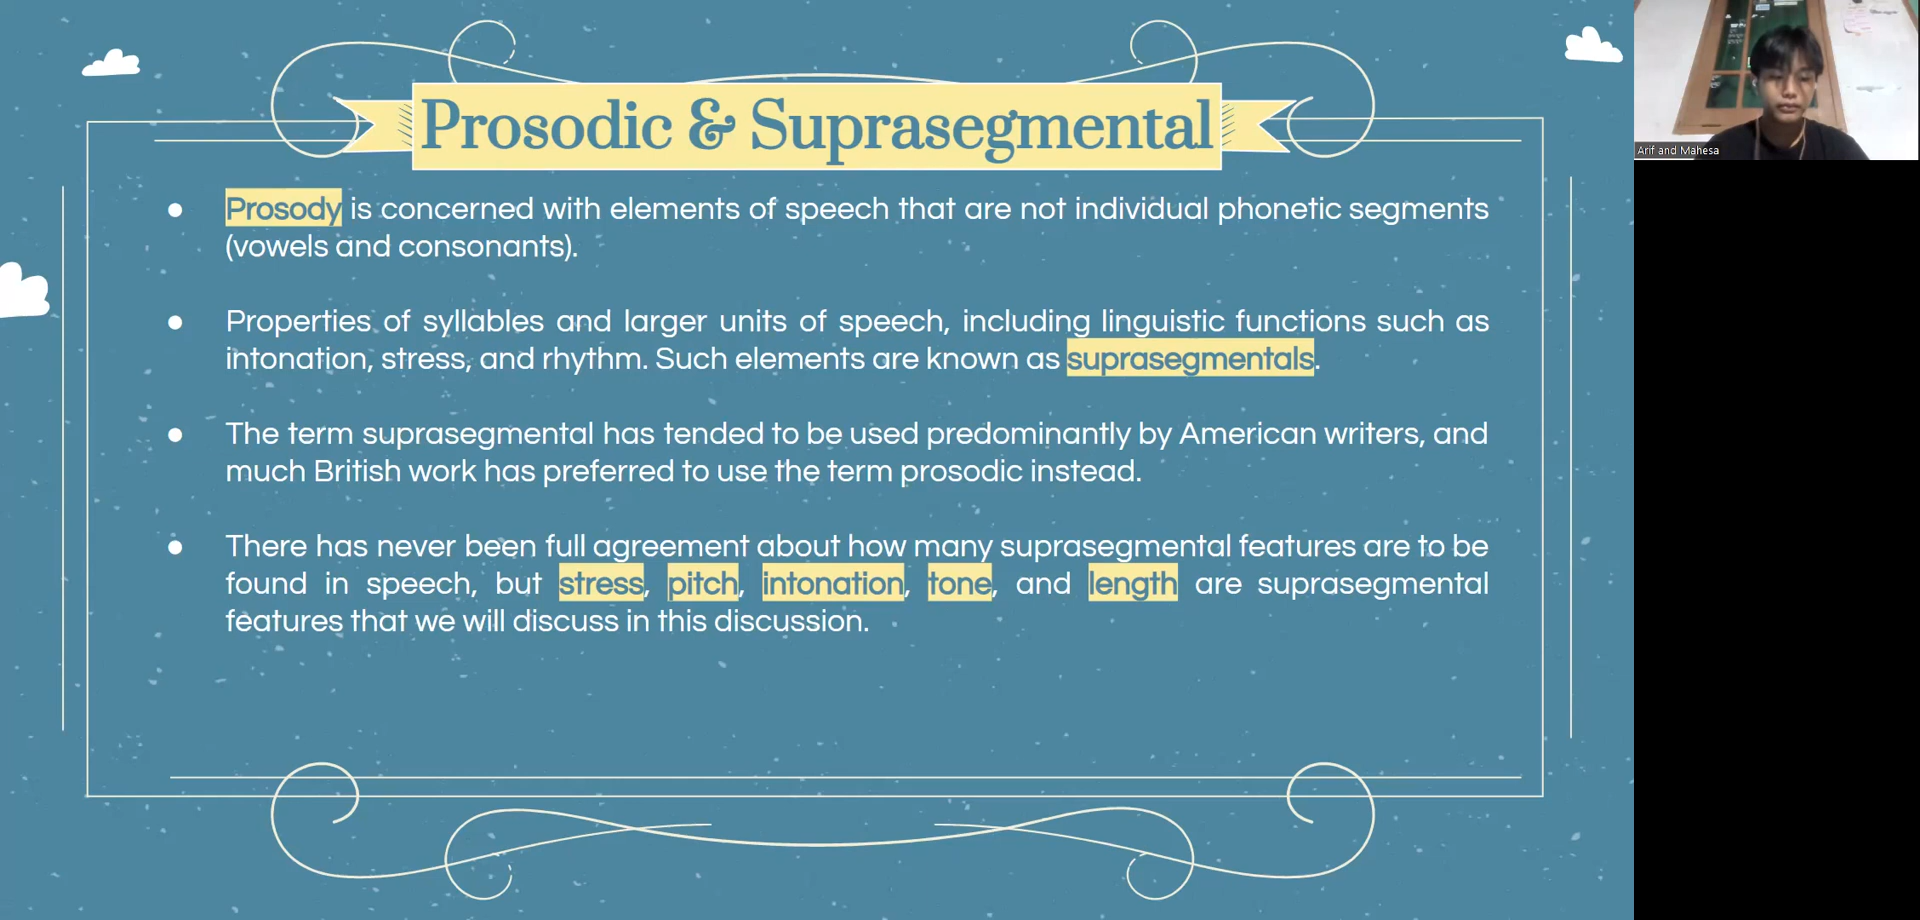 Prosodic & Suprasegmental
Prosody is concerned with elements of speech that are not individual phonetic segments
(vowels and consonants).
Properties of syllables and larger units of speech, including linguistic functions such as
intonation, stress, and rhythm. Such elements are known as suprasegmentals.
The term suprasegmental has tended to be used predominantly by American writers, and
much British work has preferred to use the term prosodic instead.
There has never been full agreement about how many suprasegmental features are to be
found in speech, but stress, pitch, intonation, tone, and length are suprasegmental
features that we will discuss in this discussion.
Arif and Mahesa